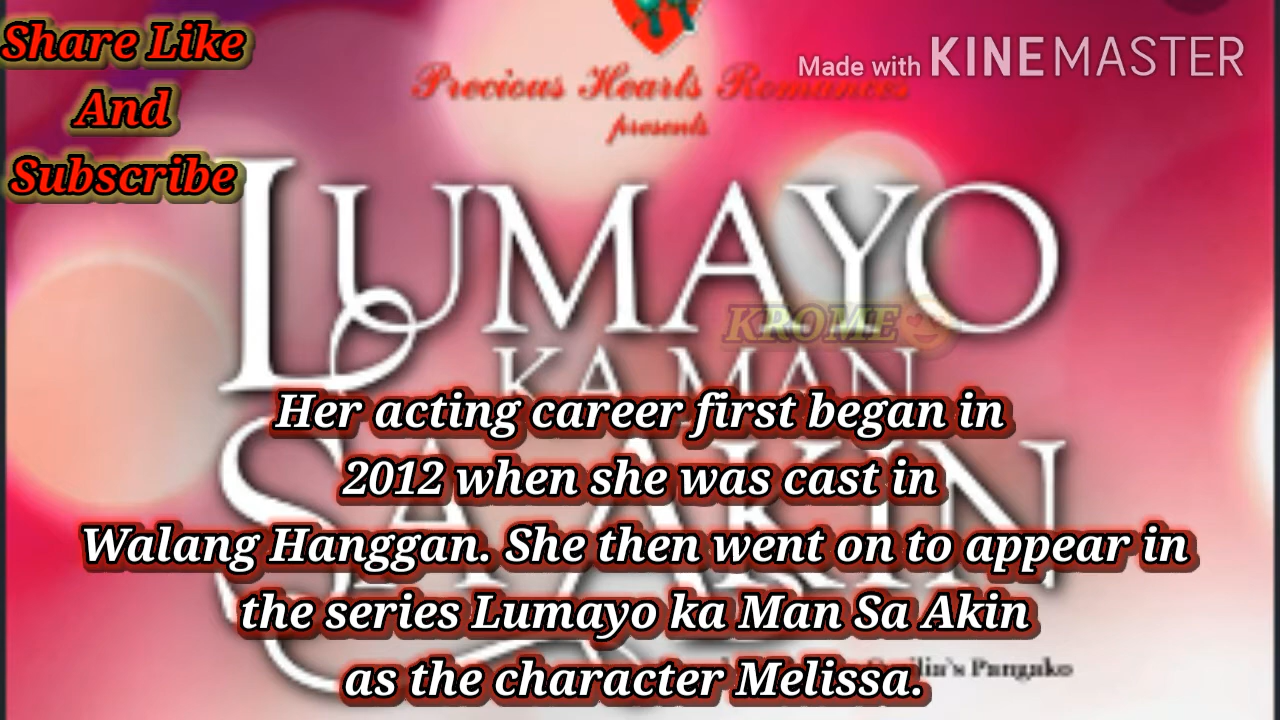 Share Like
And
Subscribe
Made with KINEMASTER
Precious Hearts Romances
presents
LUMAYO
KROME
KA MAN
SA AKIN
Her acting career first began in
2012 when she was cast in
Walang Hanggan. She then went on to appear in
the series Lumayo ka Man Sa Akin
as the character Melissa.
Pangako